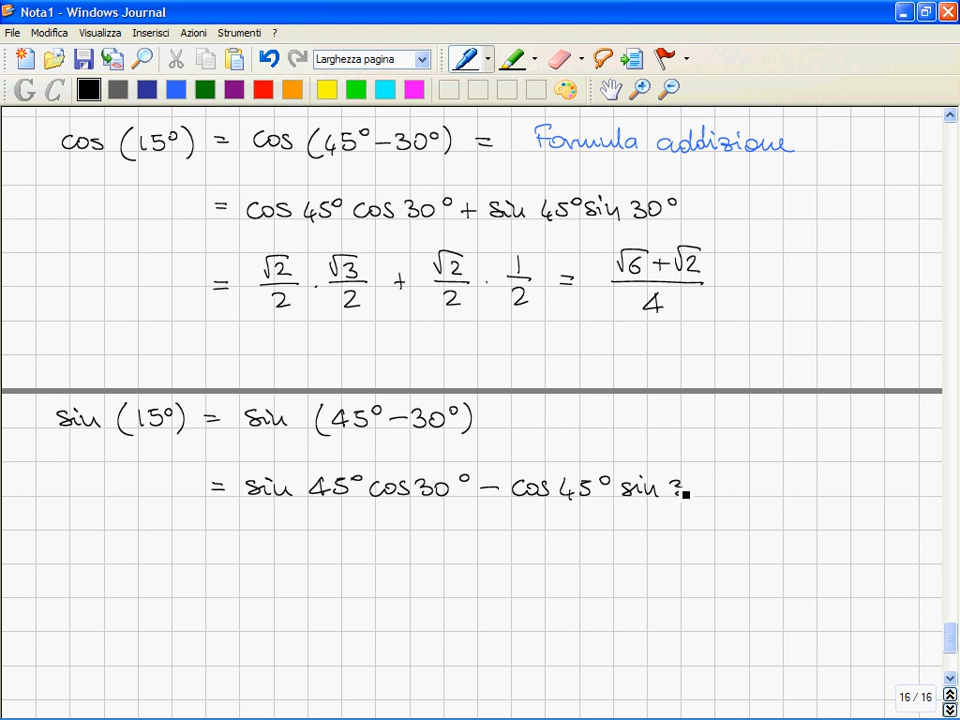 Nota1 - Windows Journal
File Modifica Visualizza Inserisci Azioni Strumenti ?
Larghezza pagina
G C
cos (15°) = cos (45°-30°) = Formula addizione
= cos 45° cos 30° + sin 45° sin 30°
= √2/2 · √3/2 + √2/2 · 1/2 = (√6+√2)/4
sin (15°) = sin (45°-30°)
= sin 45° cos 30° - cos 45° sin 3
16 / 16